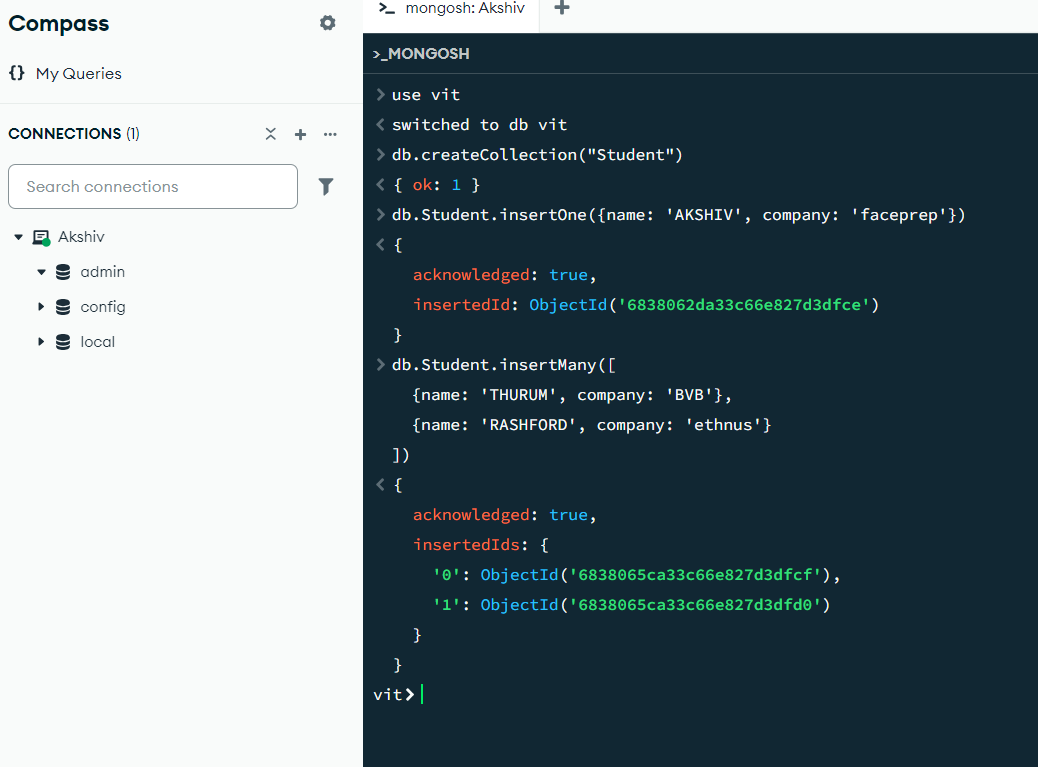 Compass
{} My Queries
CONNECTIONS (1)
Search connections
Akshiv
admin
config
local
>_ mongosh: Akshiv +
>_MONGOSH
> use vit
< switched to db vit
> db.createCollection("Student")
< { ok: 1 }
> db.Student.insertOne({name: 'AKSHIV', company: 'faceprep'})
< {
acknowledged: true,
insertedId: ObjectId('6838062da33c66e827d3dfce')
}
> db.Student.insertMany([
{name: 'THURUM', company: 'BVB'},
{name: 'RASHFORD', company: 'ethnus'}
])
< {
acknowledged: true,
insertedIds: {
'0': ObjectId('6838065ca33c66e827d3dfcf'),
'1': ObjectId('6838065ca33c66e827d3dfd0')
}
}
vit>